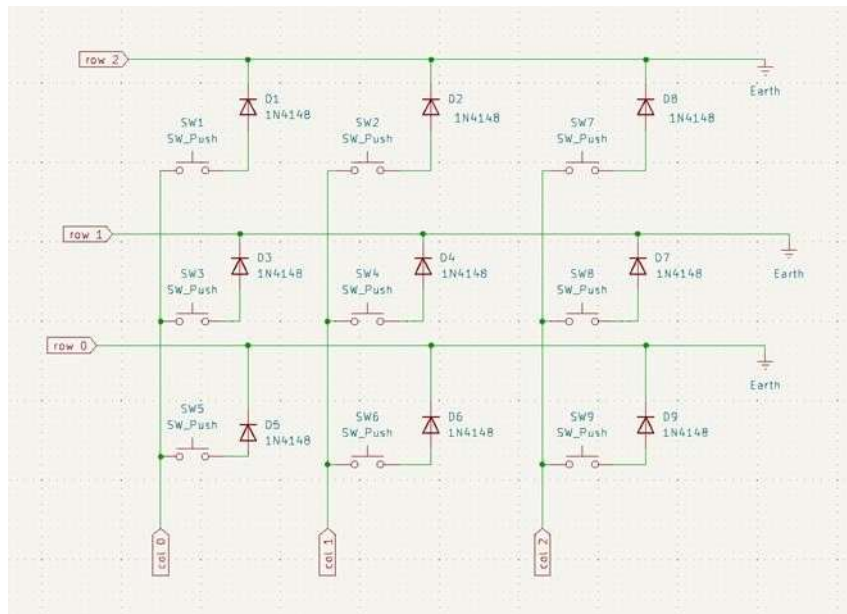 row 2
Earth
D1
1N4148
D2
1N4148
D8
1N4148
SW1
SW_Push
SW2
SW_Push
SW7
SW_Push
row 1
Earth
D3
1N4148
D4
1N4148
D7
1N4148
SW3
SW_Push
SW4
SW_Push
SW8
SW_Push
row 0
Earth
SW5
SW_Push
D5
1N4148
SW6
SW_Push
D6
1N4148
SW9
SW_Push
D9
1N4148
col 0
col 1
col 2